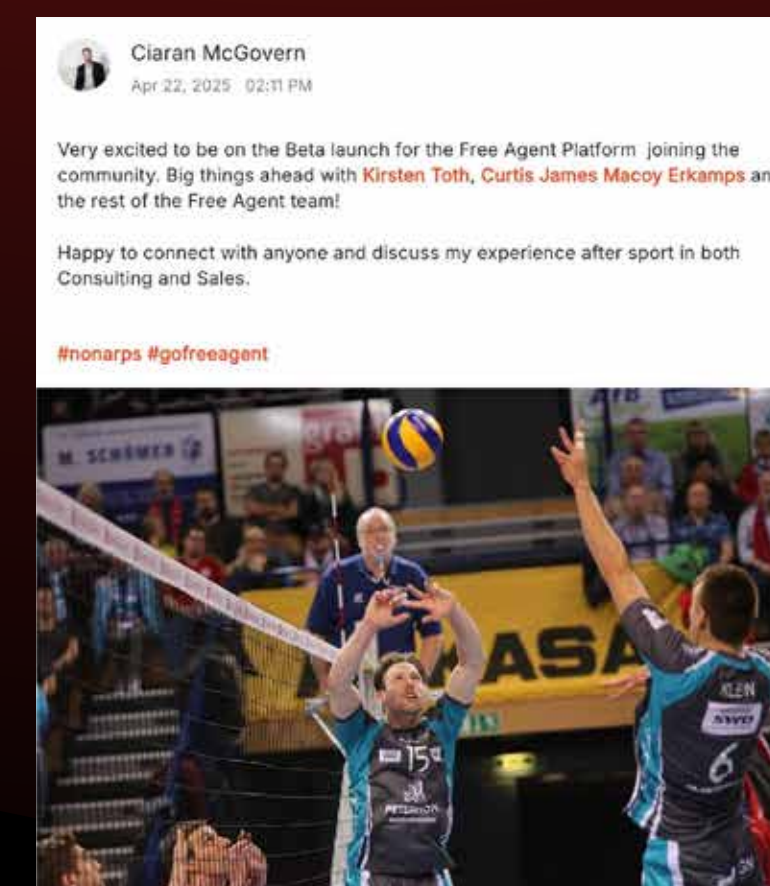 Ciaran McGovern
Apr 22, 2025 02:11 PM
Very excited to be on the Beta launch for the Free Agent Platform joining the
community. Big things ahead with Kirsten Toth, Curtis James Macoy Erkamps an
the rest of the Free Agent team!
Happy to connect with anyone and discuss my experience after sport in both
Consulting and Sales.
#nonarps #gofreeagent
M. SCHÖMER
KASA
KLEIN
SWD
15
6